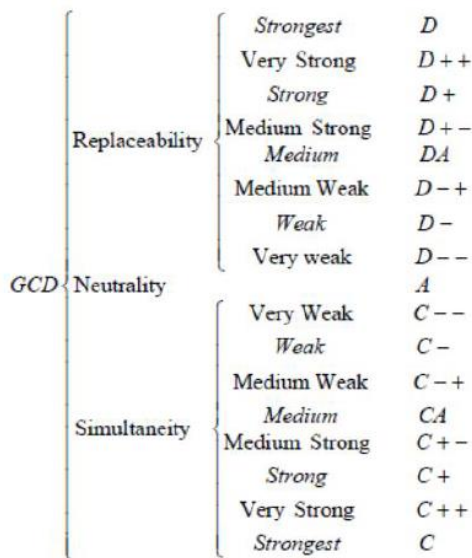 Strongest D
Very Strong D + +
Strong D +
Medium Strong D + -
Replaceability
Medium DA
Medium Weak D - +
Weak D -
Very weak D - -
GCD Neutrality A
Very Weak C - -
Weak C -
Medium Weak C - +
Medium CA
Simultaneity
Medium Strong C + -
Strong C +
Very Strong C + +
Strongest C